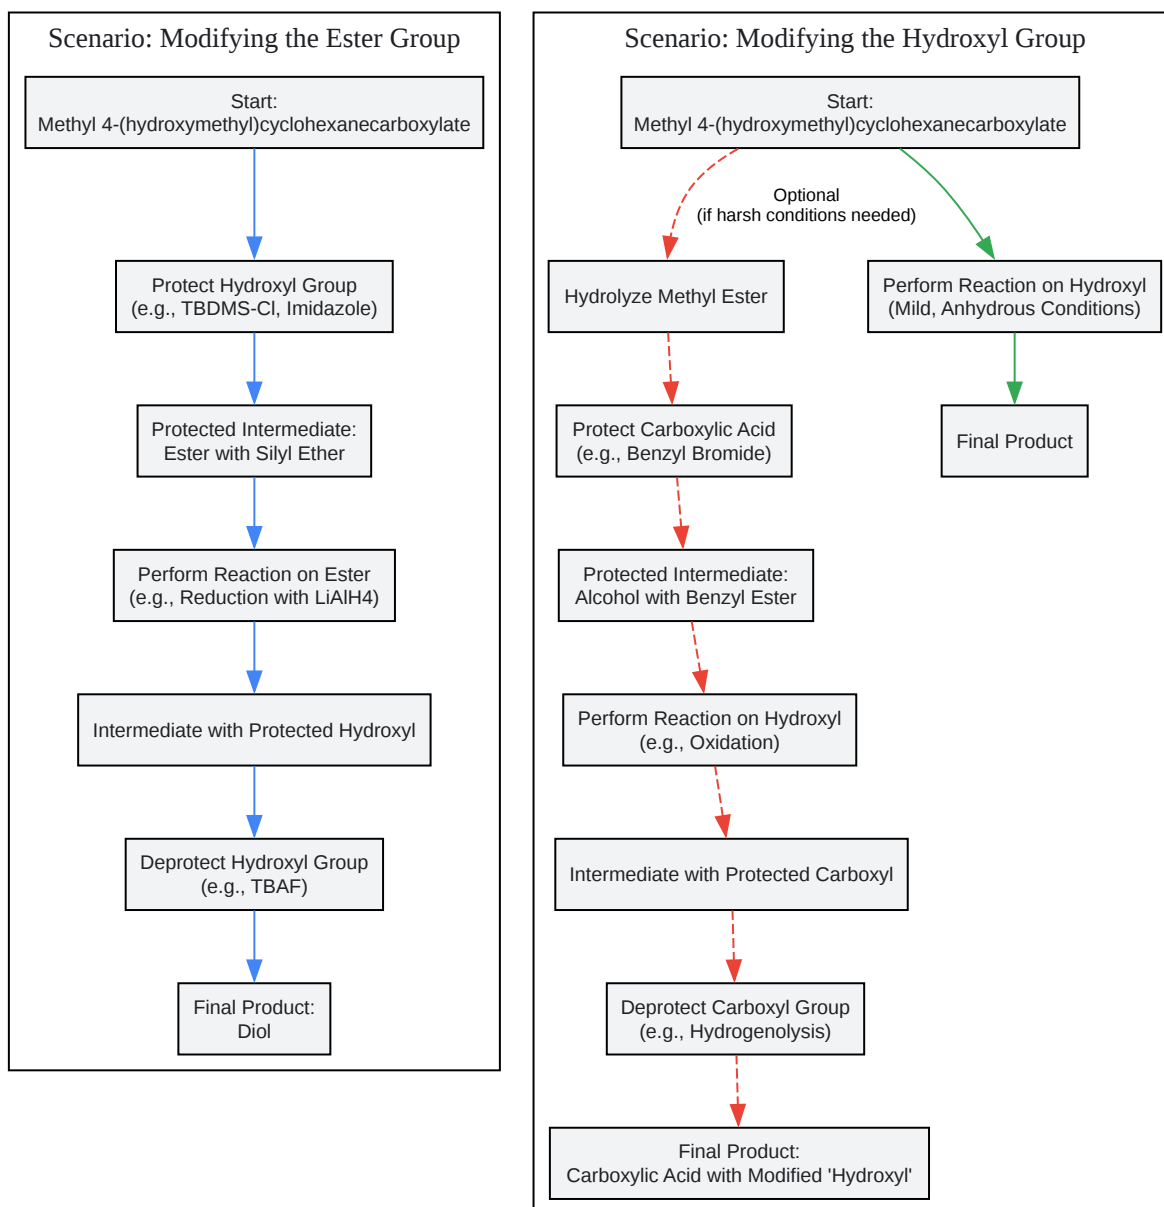 Scenario: Modifying the Ester Group
Start:
Methyl 4-(hydroxymethyl)cyclohexanecarboxylate
Protect Hydroxyl Group
(e.g., TBDMS-Cl, Imidazole)
Protected Intermediate:
Ester with Silyl Ether
Perform Reaction on Ester
(e.g., Reduction with LiAlH4)
Intermediate with Protected Hydroxyl
Deprotect Hydroxyl Group
(e.g., TBAF)
Final Product:
Diol
Scenario: Modifying the Hydroxyl Group
Start:
Methyl 4-(hydroxymethyl)cyclohexanecarboxylate
Optional
(if harsh conditions needed)
Hydrolyze Methyl Ester
Protect Carboxylic Acid
(e.g., Benzyl Bromide)
Protected Intermediate:
Alcohol with Benzyl Ester
Perform Reaction on Hydroxyl
(e.g., Oxidation)
Intermediate with Protected Carboxyl
Deprotect Carboxyl Group
(e.g., Hydrogenolysis)
Final Product:
Carboxylic Acid with Modified 'Hydroxyl'
Perform Reaction on Hydroxyl
(Mild, Anhydrous Conditions)
Final Product